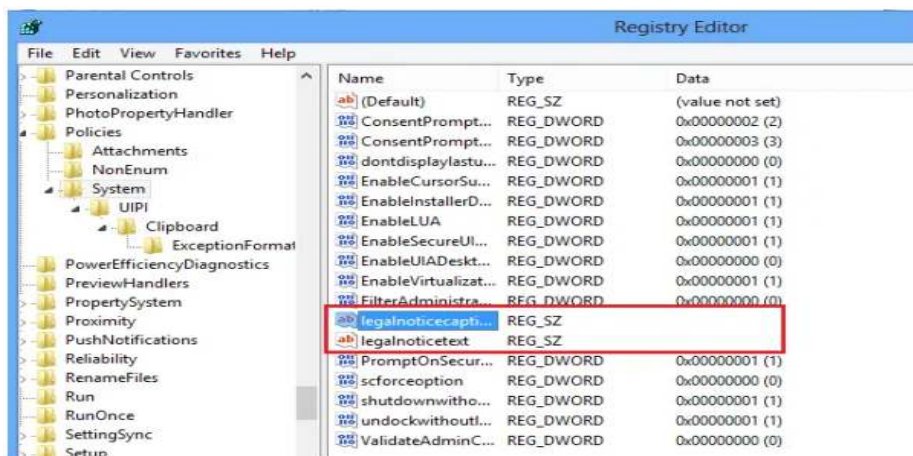 Registry Editor
File Edit View Favorites Help
Parental Controls
Personalization
PhotoPropertyHandler
Policies
Attachments
NonEnum
System
UIPI
Clipboard
ExceptionFormat
PowerEfficiencyDiagnostics
PreviewHandlers
PropertySystem
Proximity
PushNotifications
Reliability
RenameFiles
Run
RunOnce
SettingSync
Setup
Name Type Data
(Default) REG_SZ (value not set)
ConsentPrompt... REG_DWORD 0x00000002 (2)
ConsentPrompt... REG_DWORD 0x00000003 (3)
dontdisplaylastu... REG_DWORD 0x00000000 (0)
EnableCursorSu... REG_DWORD 0x00000001 (1)
EnableInstallerD... REG_DWORD 0x00000001 (1)
EnableLUA REG_DWORD 0x00000001 (1)
EnableSecureUI... REG_DWORD 0x00000001 (1)
EnableUIADeskt... REG_DWORD 0x00000000 (0)
EnableVirtualizat... REG_DWORD 0x00000001 (1)
FilterAdministra... REG_DWORD 0x00000000 (0)
legalnoticecapti... REG_SZ
legalnoticetext REG_SZ
PromptOnSecur... REG_DWORD 0x00000001 (1)
scforceoption REG_DWORD 0x00000000 (0)
shutdownwitho... REG_DWORD 0x00000001 (1)
undockwithoutl... REG_DWORD 0x00000001 (1)
ValidateAdminC... REG_DWORD 0x00000000 (0)